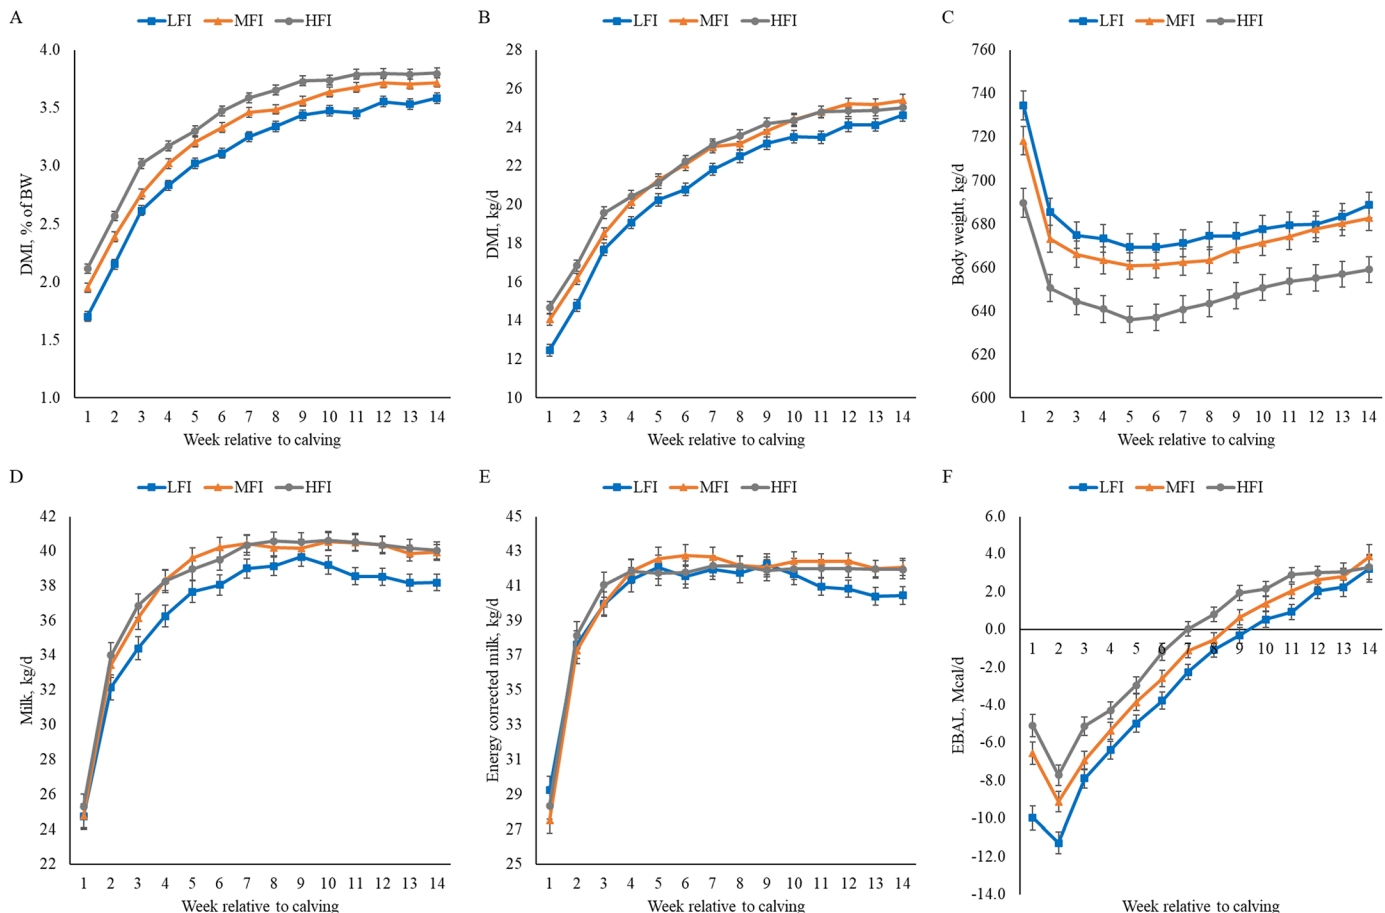 A
LFI MFI HFI
DMI, % of BW
4.0
3.5
3.0
2.5
2.0
1.5
1.0
1 2 3 4 5 6 7 8 9 10 11 12 13 14
Week relative to calving
B
LFI MFI HFI
DMI, kg/d
28
26
24
22
20
18
16
14
12
10
1 2 3 4 5 6 7 8 9 10 11 12 13 14
Week relative to calving
C
LFI MFI HFI
Body weight, kg/d
760
740
720
700
680
660
640
620
600
1 2 3 4 5 6 7 8 9 10 11 12 13 14
Week relative to calving
D
LFI MFI HFI
Milk, kg/d
42
40
38
36
34
32
30
28
26
24
22
1 2 3 4 5 6 7 8 9 10 11 12 13 14
Week relative to calving
E
LFI MFI HFI
Energy corrected milk, kg/d
45
43
41
39
37
35
33
31
29
27
25
1 2 3 4 5 6 7 8 9 10 11 12 13 14
Week relative to calving
F
LFI MFI HFI
EBAL, Mcal/d
6.0
4.0
2.0
0.0
-2.0
-4.0
-6.0
-8.0
-10.0
-12.0
-14.0
1 2 3 4 5 6 7 8 9 10 11 12 13 14
Week relative to calving